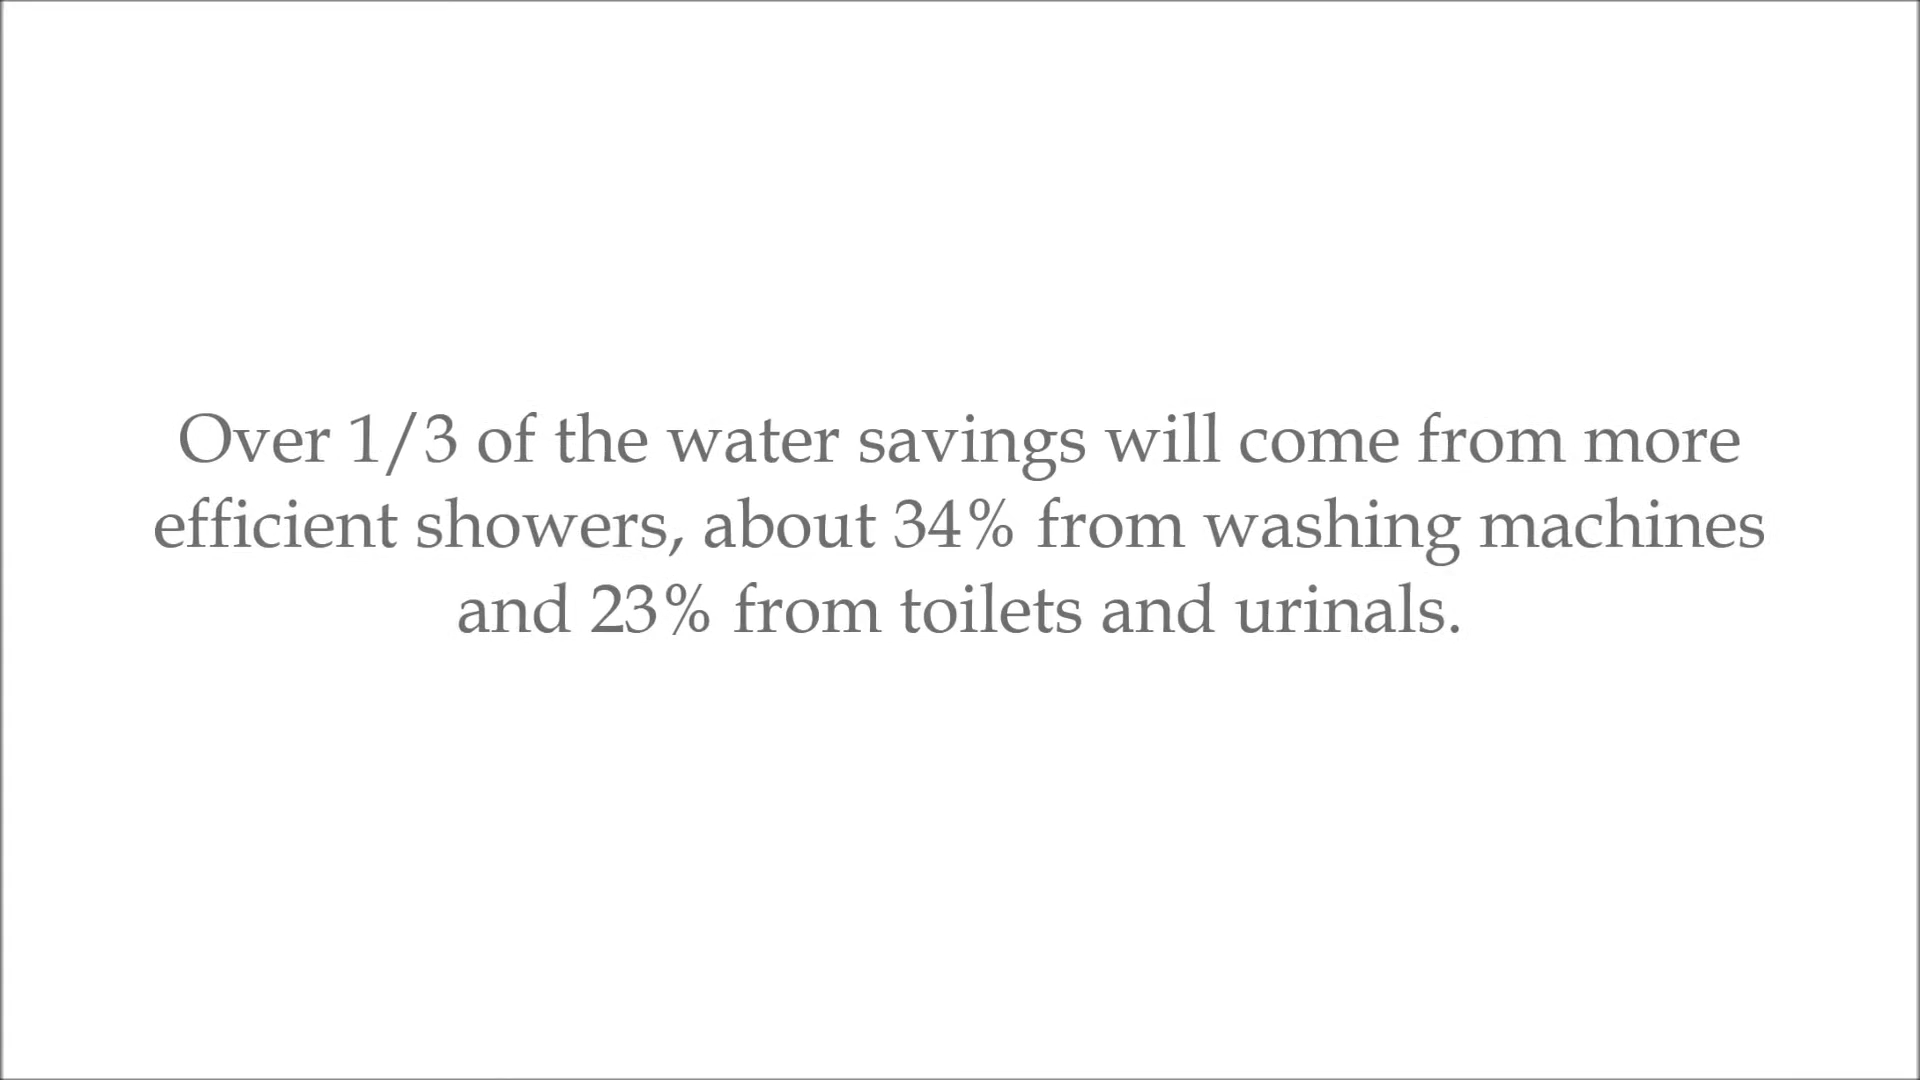 Over 1/3 of the water savings will come from more
efficient showers, about 34% from washing machines
and 23% from toilets and urinals.